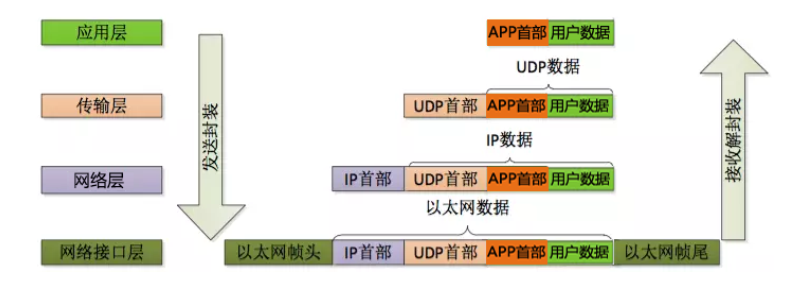 应用层 APP首部 用户数据
UDP数据
传输层 UDP首部 APP首部 用户数据
发送封装
接收解封装
IP数据
网络层 IP首部 UDP首部 APP首部 用户数据
以太网数据
网络接口层 以太网帧头 IP首部 UDP首部 APP首部 用户数据 以太网帧尾